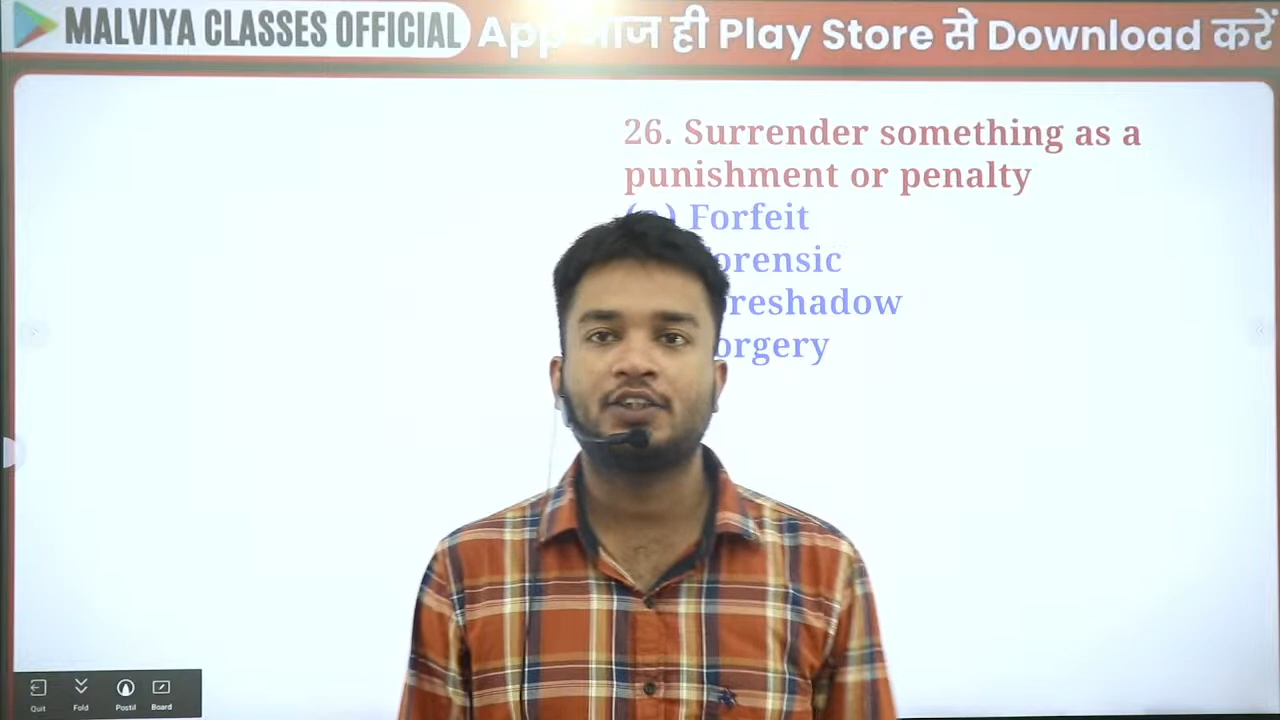 MALVIYA CLASSES OFFICIAL App आज ही Play Store से Download करें
26. Surrender something as a
punishment or penalty
(a) Forfeit
orensic
reshadow
orgery
Quit Fold Postil Board